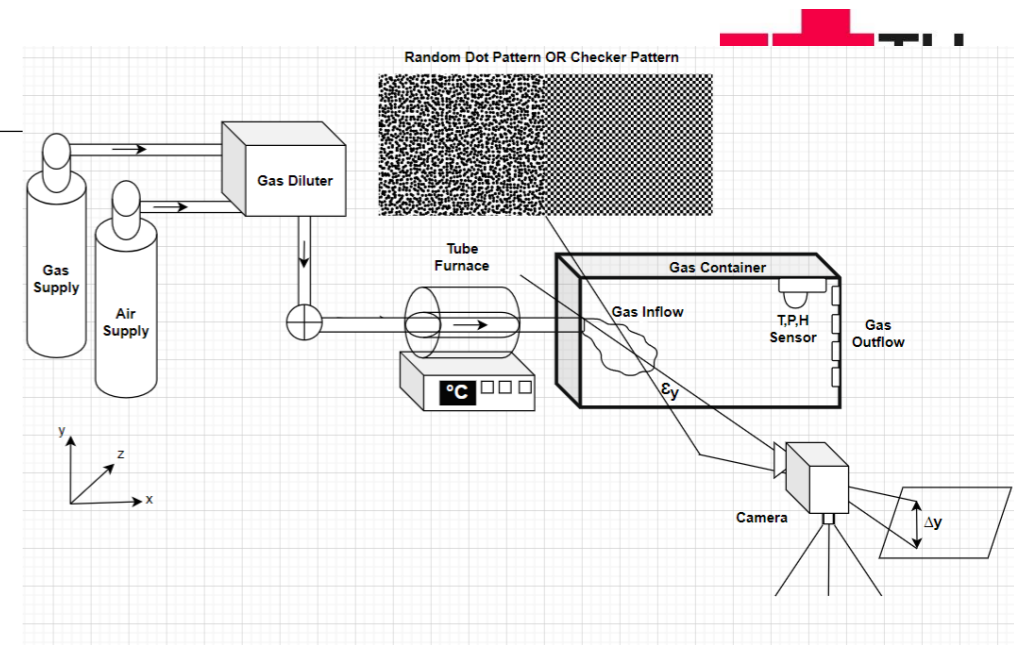 Random Dot Pattern OR Checker Pattern
Gas Diluter
Gas
Supply
Air
Supply
Tube
Furnace
°C
Gas Container
Gas Inflow
T,P,H
Sensor
Gas
Outflow
εy
y
z
x
Camera
Δy